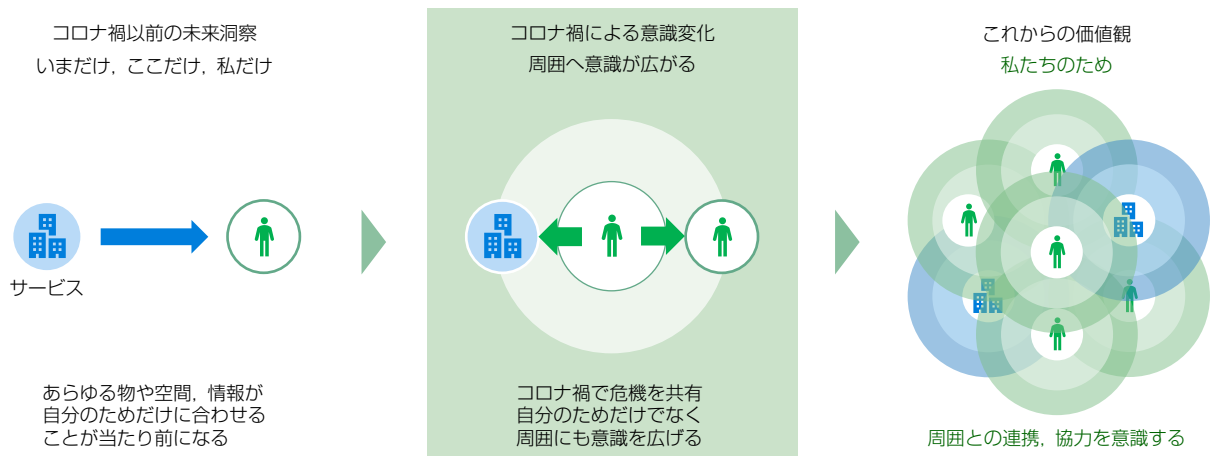 コロナ禍以前の未来洞察
いまだけ, ここだけ, 私だけ
サービス
あらゆる物や空間, 情報が
自分のためだけに合わせる
ことが当たり前になる
コロナ禍による意識変化
周囲へ意識が広がる
コロナ禍で危機を共有
自分のためだけでなく
周囲にも意識を広げる
これからの価値観
私たちのため
周囲との連携, 協力を意識する